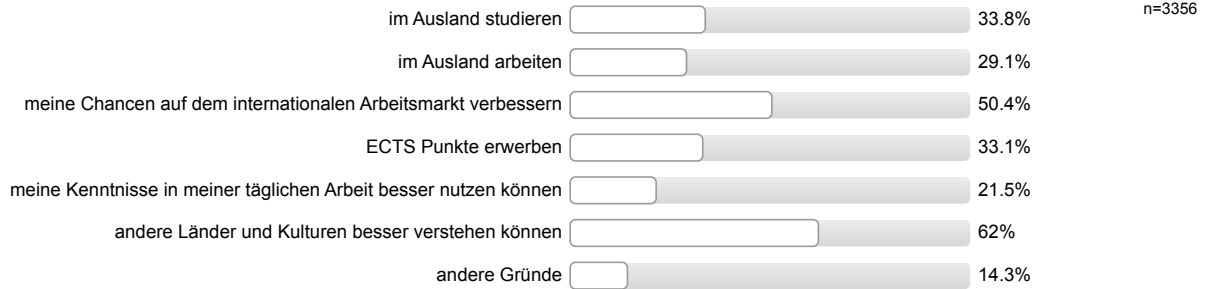 im Ausland studieren 33.8% n=3356
im Ausland arbeiten 29.1%
meine Chancen auf dem internationalen Arbeitsmarkt verbessern 50.4%
ECTS Punkte erwerben 33.1%
meine Kenntnisse in meiner täglichen Arbeit besser nutzen können 21.5%
andere Länder und Kulturen besser verstehen können 62%
andere Gründe 14.3%